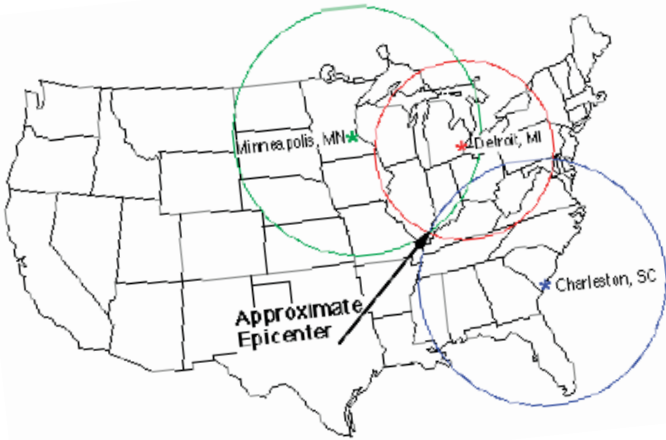 Minneapolis, MN
Detroit, MI
Charleston, SC
Approximate
Epicenter